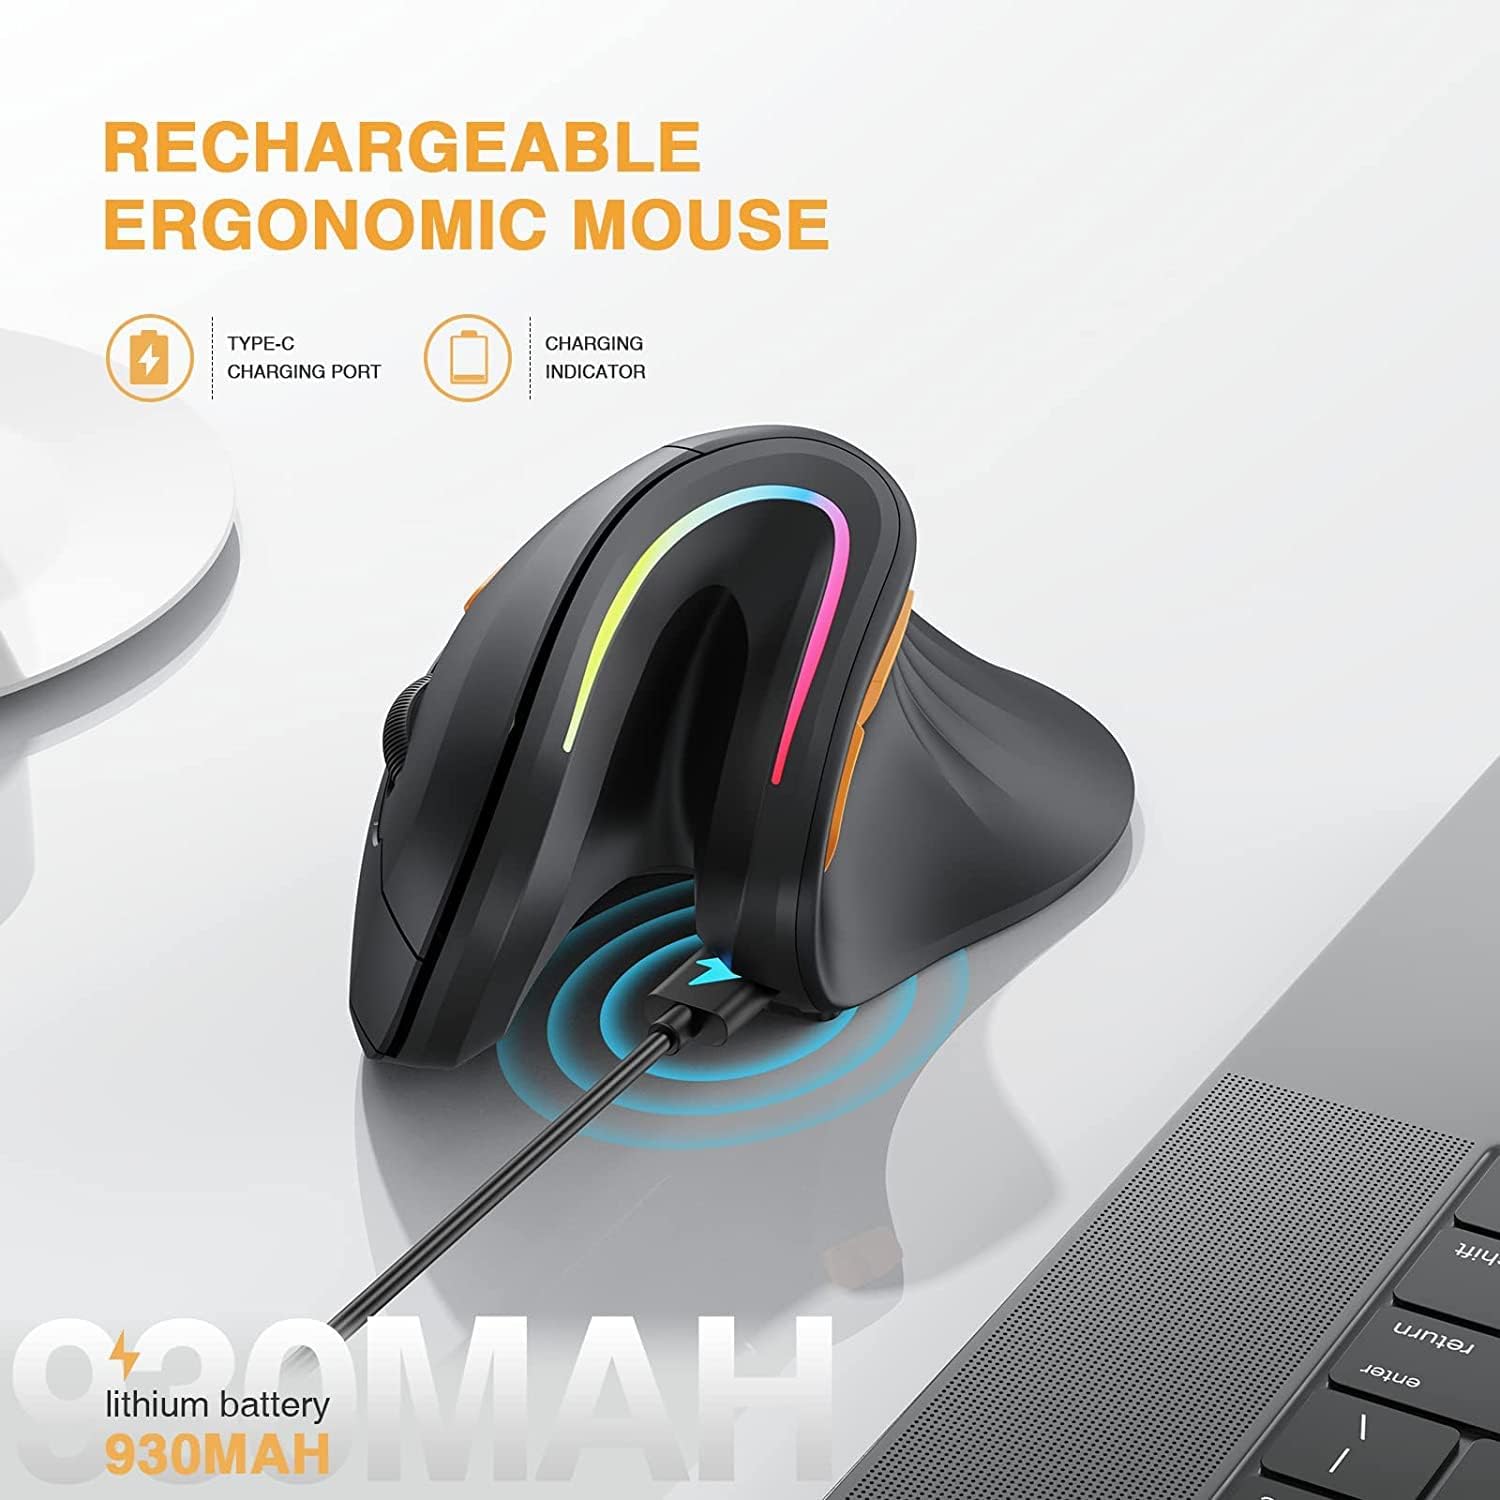 RECHARGEABLE
ERGONOMIC MOUSE
TYPE-C
CHARGING PORT
CHARGING
INDICATOR
930MAH
lithium battery
930MAH
shift
return
enter